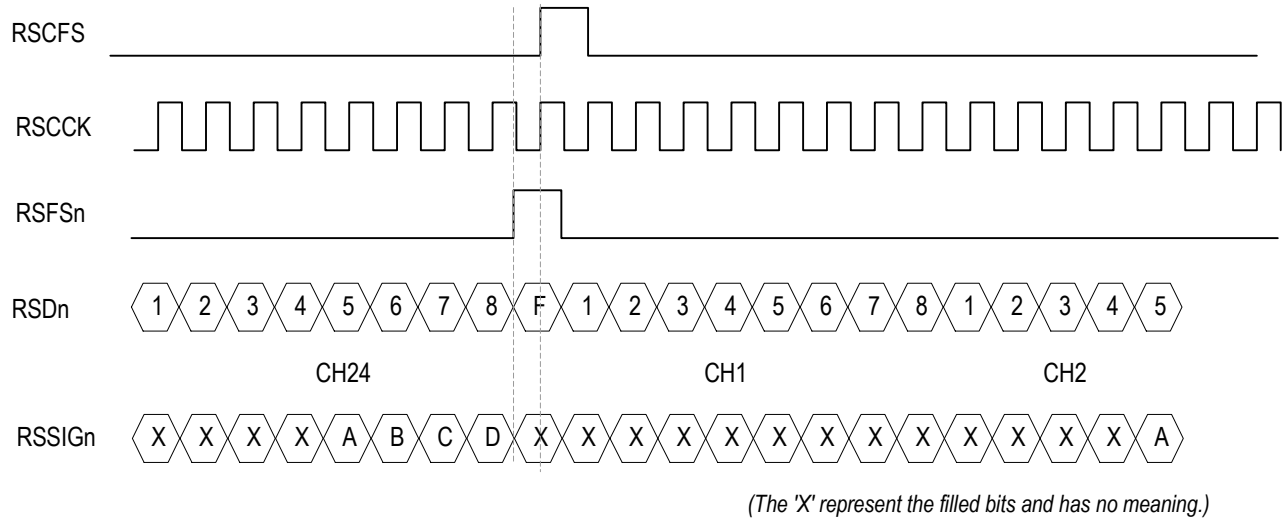 RSCFS
RSCCK
RSFSn
RSDn 1 2 3 4 5 6 7 8 F 1 2 3 4 5 6 7 8 1 2 3 4 5
CH24 CH1 CH2
RSSIGn X X X X A B C D X X X X X X X X X X X X X A
(The 'X' represent the filled bits and has no meaning.)